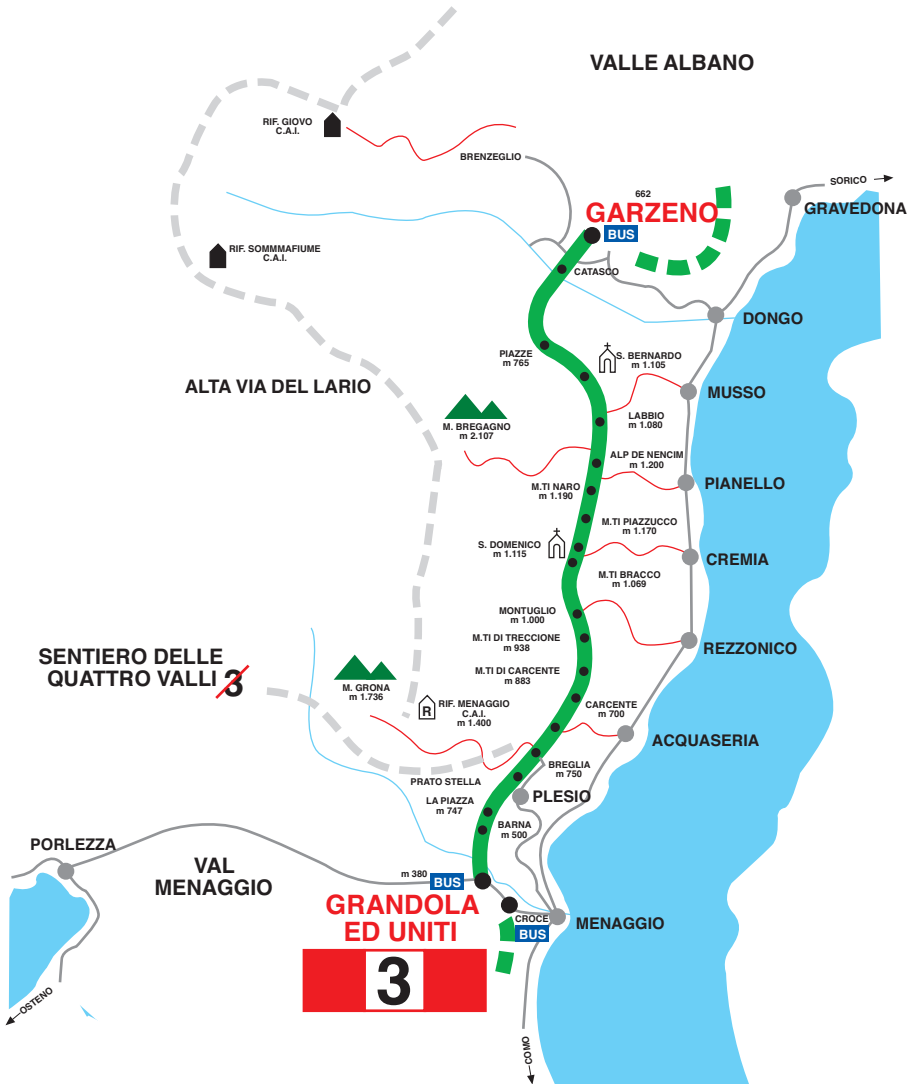 VALLE ALBANO
RIF. GIOVO
C.A.I.
BRENZEGLIO
SORICO
662
GARZENO
GRAVEDONA
BUS
RIF. SOMMMAFIUME
C.A.I.
CATASCO
DONGO
PIAZZE
m 765
S. BERNARDO
m 1.105
ALTA VIA DEL LARIO
MUSSO
M. BREGAGNO
m 2.107
LABBIO
m 1.080
ALP DE NENCIM
m 1.200
M.TI NARO
m 1.190
PIANELLO
M.TI PIAZZUCCO
m 1.170
S. DOMENICO
m 1.115
CREMIA
M.TI BRACCO
m 1.069
MONTUGLIO
m 1.000
M.TI DI TRECCIONE
m 938
REZZONICO
SENTIERO DELLE
QUATTRO VALLI 3
M. GRONA
m 1.736
M.TI DI CARCENTE
m 883
R
RIF. MENAGGIO
C.A.I.
m 1.400
CARCENTE
m 700
ACQUASERIA
BREGLIA
m 750
PRATO STELLA
PLESIO
LA PIAZZA
m 747
BARNA
m 500
PORLEZZA
VAL
MENAGGIO
m 380
BUS
GRANDOLA
ED UNITI
CROCE
BUS
MENAGGIO
3
OSTENO
COMO